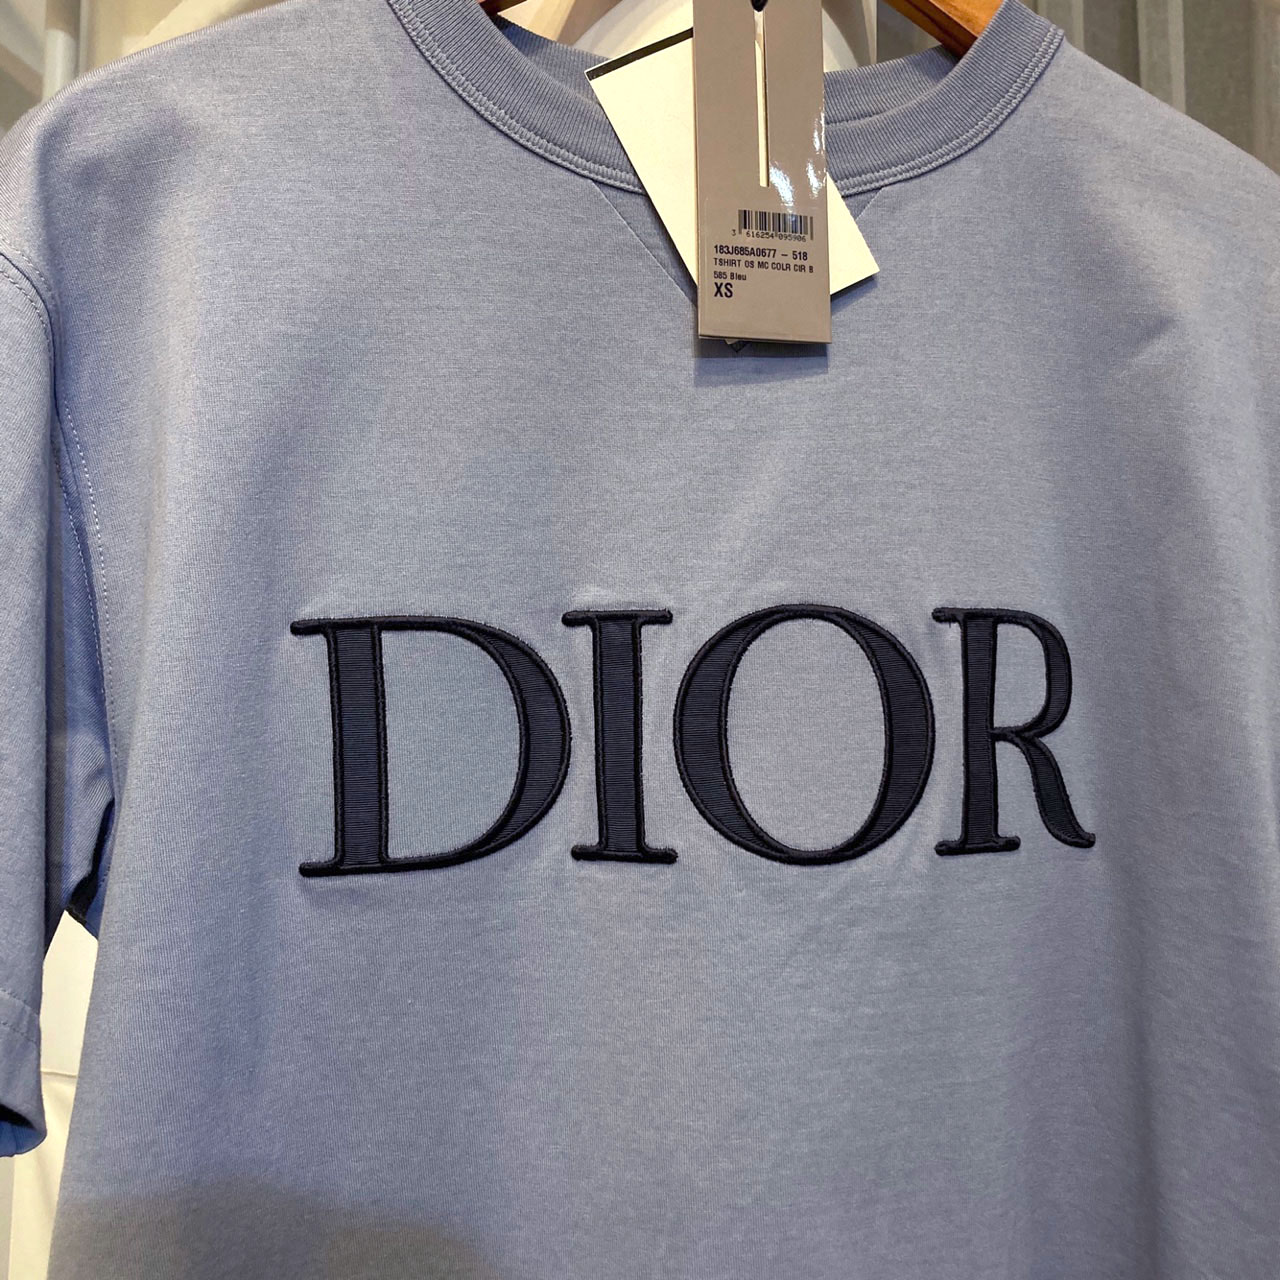 3 616254 095906
183J685A0677 - 518
TSHIRT OS MC COLR CIR B
585 Bleu
XS
DIOR